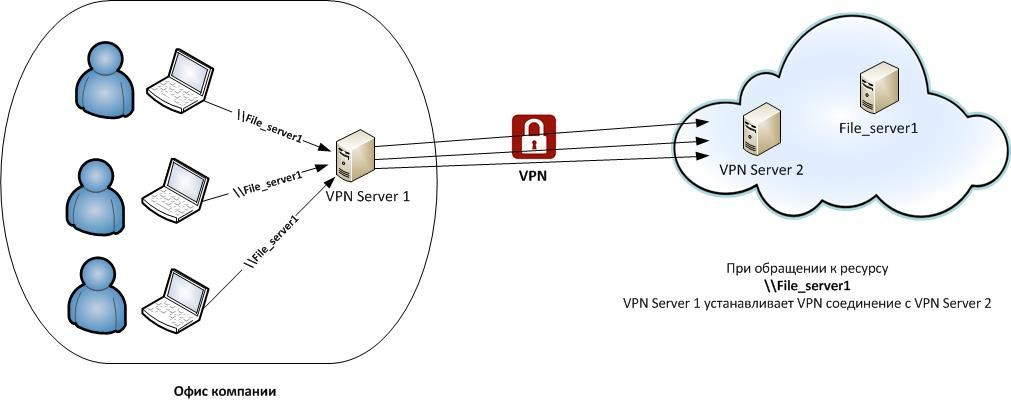 \\File_server1
\\File_server1
\\File_server1
VPN Server 1
VPN
VPN Server 2
File_server1
При обращении к ресурсу
\\File_server1
VPN Server 1 устанавливает VPN соединение с VPN Server 2
Офис компании